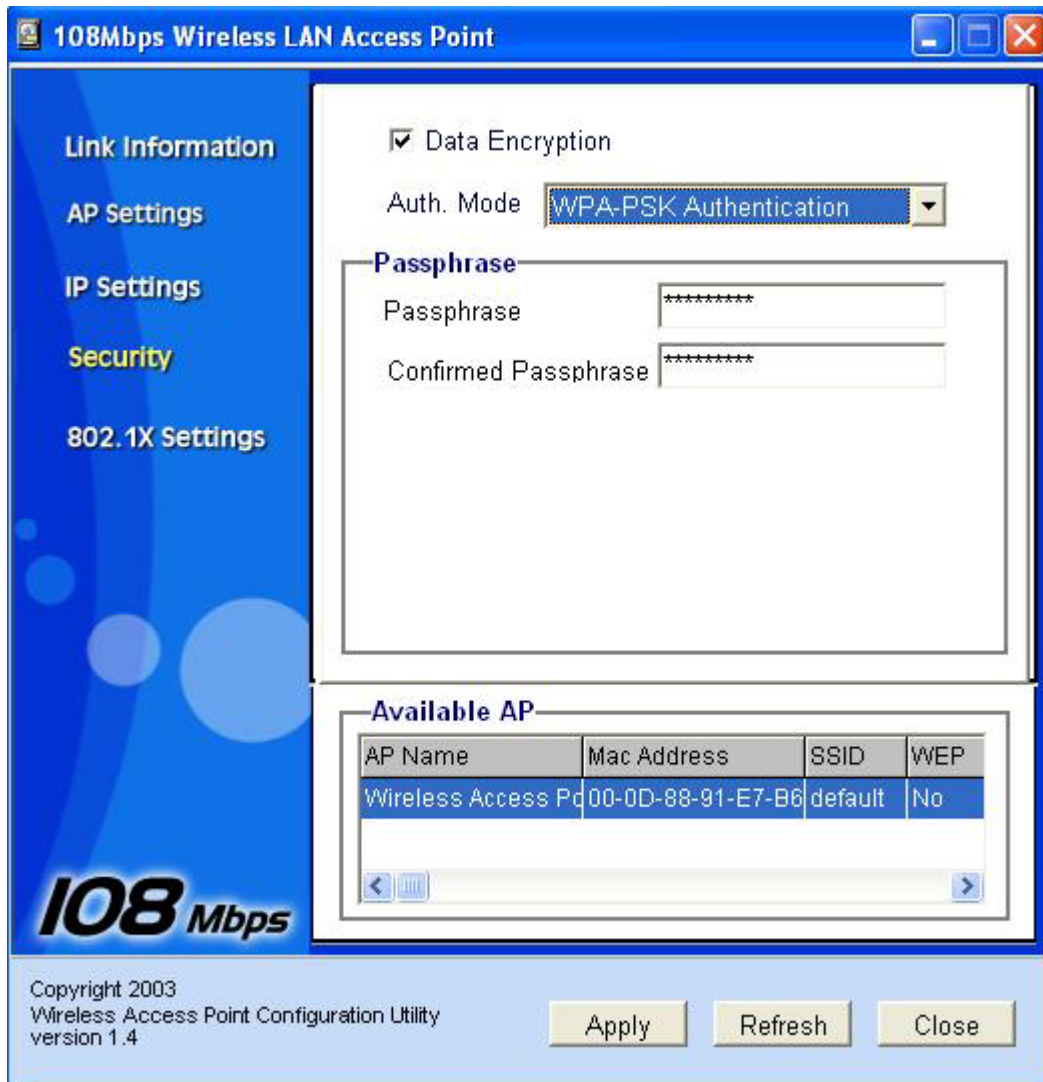 108Mbps Wireless LAN Access Point
Link Information
AP Settings
IP Settings
Security
802.1X Settings
Data Encryption
Auth. Mode WPA-PSK Authentication
Passphrase
Passphrase *********
Confirmed Passphrase *********
Available AP
AP Name Mac Address SSID WEP
Wireless Access Po 00-0D-88-91-E7-B6 default No
108 Mbps
Copyright 2003
Wireless Access Point Configuration Utility
version 1.4
Apply Refresh Close